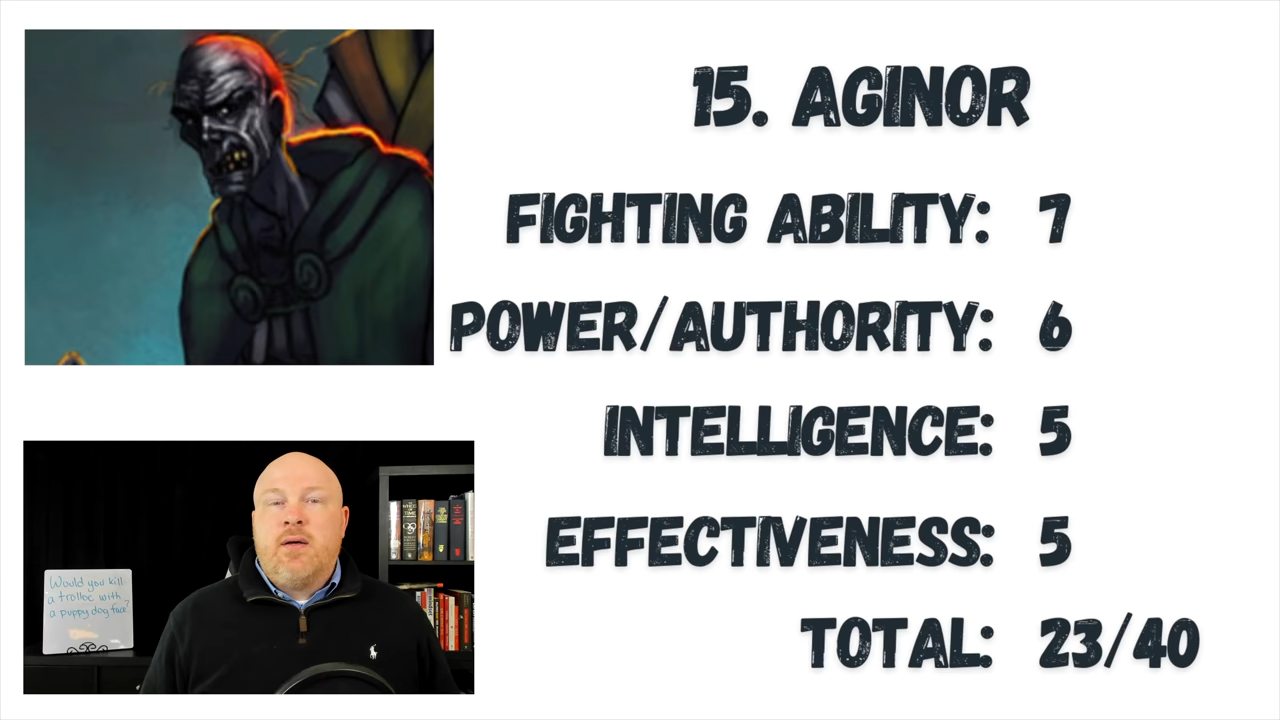 15. AGINOR
FIGHTING ABILITY: 7
POWER/AUTHORITY: 6
INTELLIGENCE: 5
EFFECTIVENESS: 5
TOTAL: 23/40
Would you kill
a trolloc with
a puppy dog face?